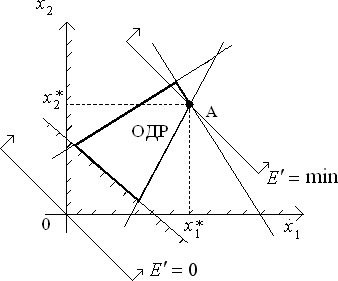 x₂
x₂*
A
ОДР
E′ = min
0
x₁*
x₁
E′ = 0